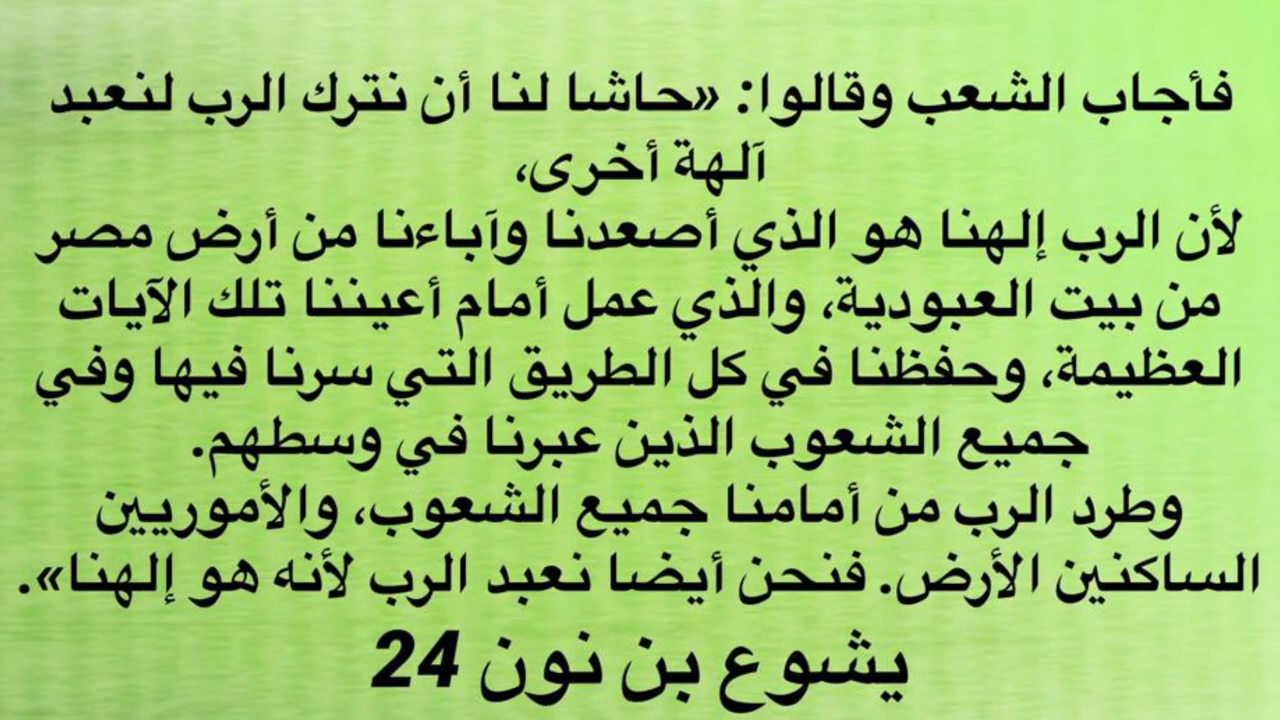 فأجاب الشعب وقالوا: «حاشا لنا أن نترك الرب لنعبد
آلهة أخرى،
لأن الرب إلهنا هو الذي أصعدنا وآباءنا من أرض مصر
من بيت العبودية، والذي عمل أمام أعيننا تلك الآيات
العظيمة، وحفظنا في كل الطريق التي سرنا فيها وفي
جميع الشعوب الذين عبرنا في وسطهم.
وطرد الرب من أمامنا جميع الشعوب، والأموريين
الساكنين الأرض. فنحن أيضا نعبد الرب لأنه هو إلهنا».
يشوع بن نون 24